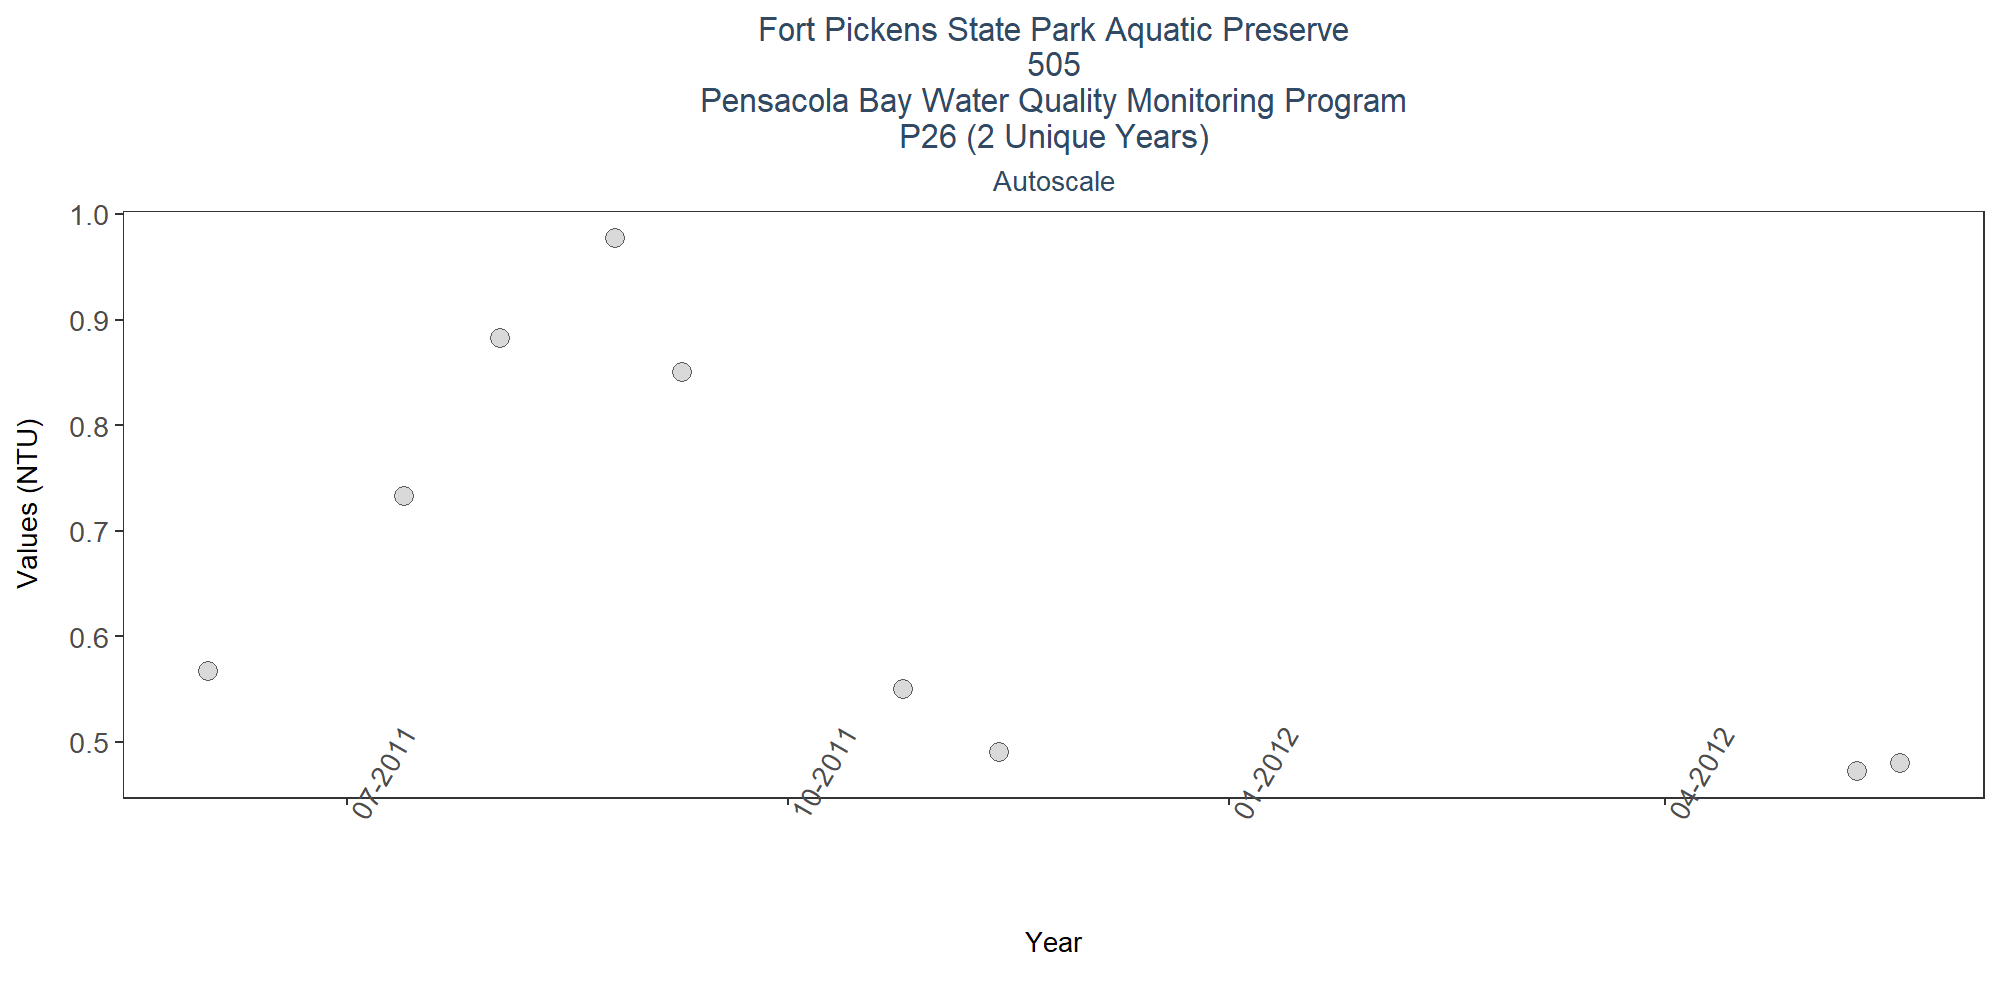 Fort Pickens State Park Aquatic Preserve
505
Pensacola Bay Water Quality Monitoring Program
P26 (2 Unique Years)
Autoscale
1.0
0.9
0.8
0.7
0.6
0.5
Values (NTU)
07-2011
10-2011
01-2012
04-2012
Year